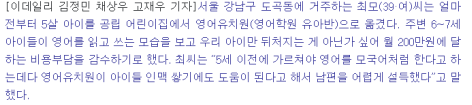 [이데일리 김정민 채상우 고재우 기자]서울 강남구 도곡동에 거주하는 최모(39·여)씨는 얼마
전부터 5살 아이를 공립 어린이집에서 영어유치원(영어학원 유아반)으로 옮겼다. 주변 6~7세
아이들이 영어를 읽고 쓰는 모습을 보고 우리 아이만 뒤처지는 게 아닌가 싶어 월 200만원에 달
하는 비용부담을 감수하기로 했다. 최씨는 "5세 이전에 가르쳐야 영어를 모국어처럼 한다고 하
는데다 영어유치원이 아이들 인맥 쌓기에도 도움이 된다고 해서 남편을 어렵게 설득했다"고 말
했다.